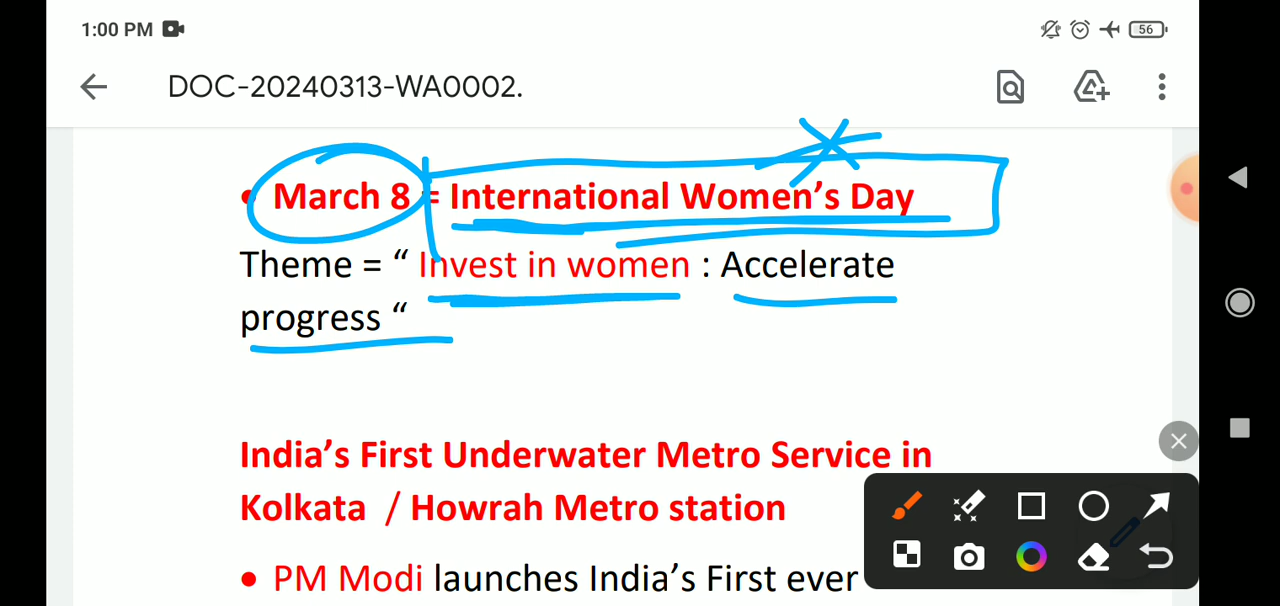 1:00 PM
56
DOC-20240313-WA0002.
• March 8 = International Women’s Day
Theme = “ Invest in women : Accelerate
progress “
India’s First Underwater Metro Service in
Kolkata / Howrah Metro station
• PM Modi launches India’s First ever